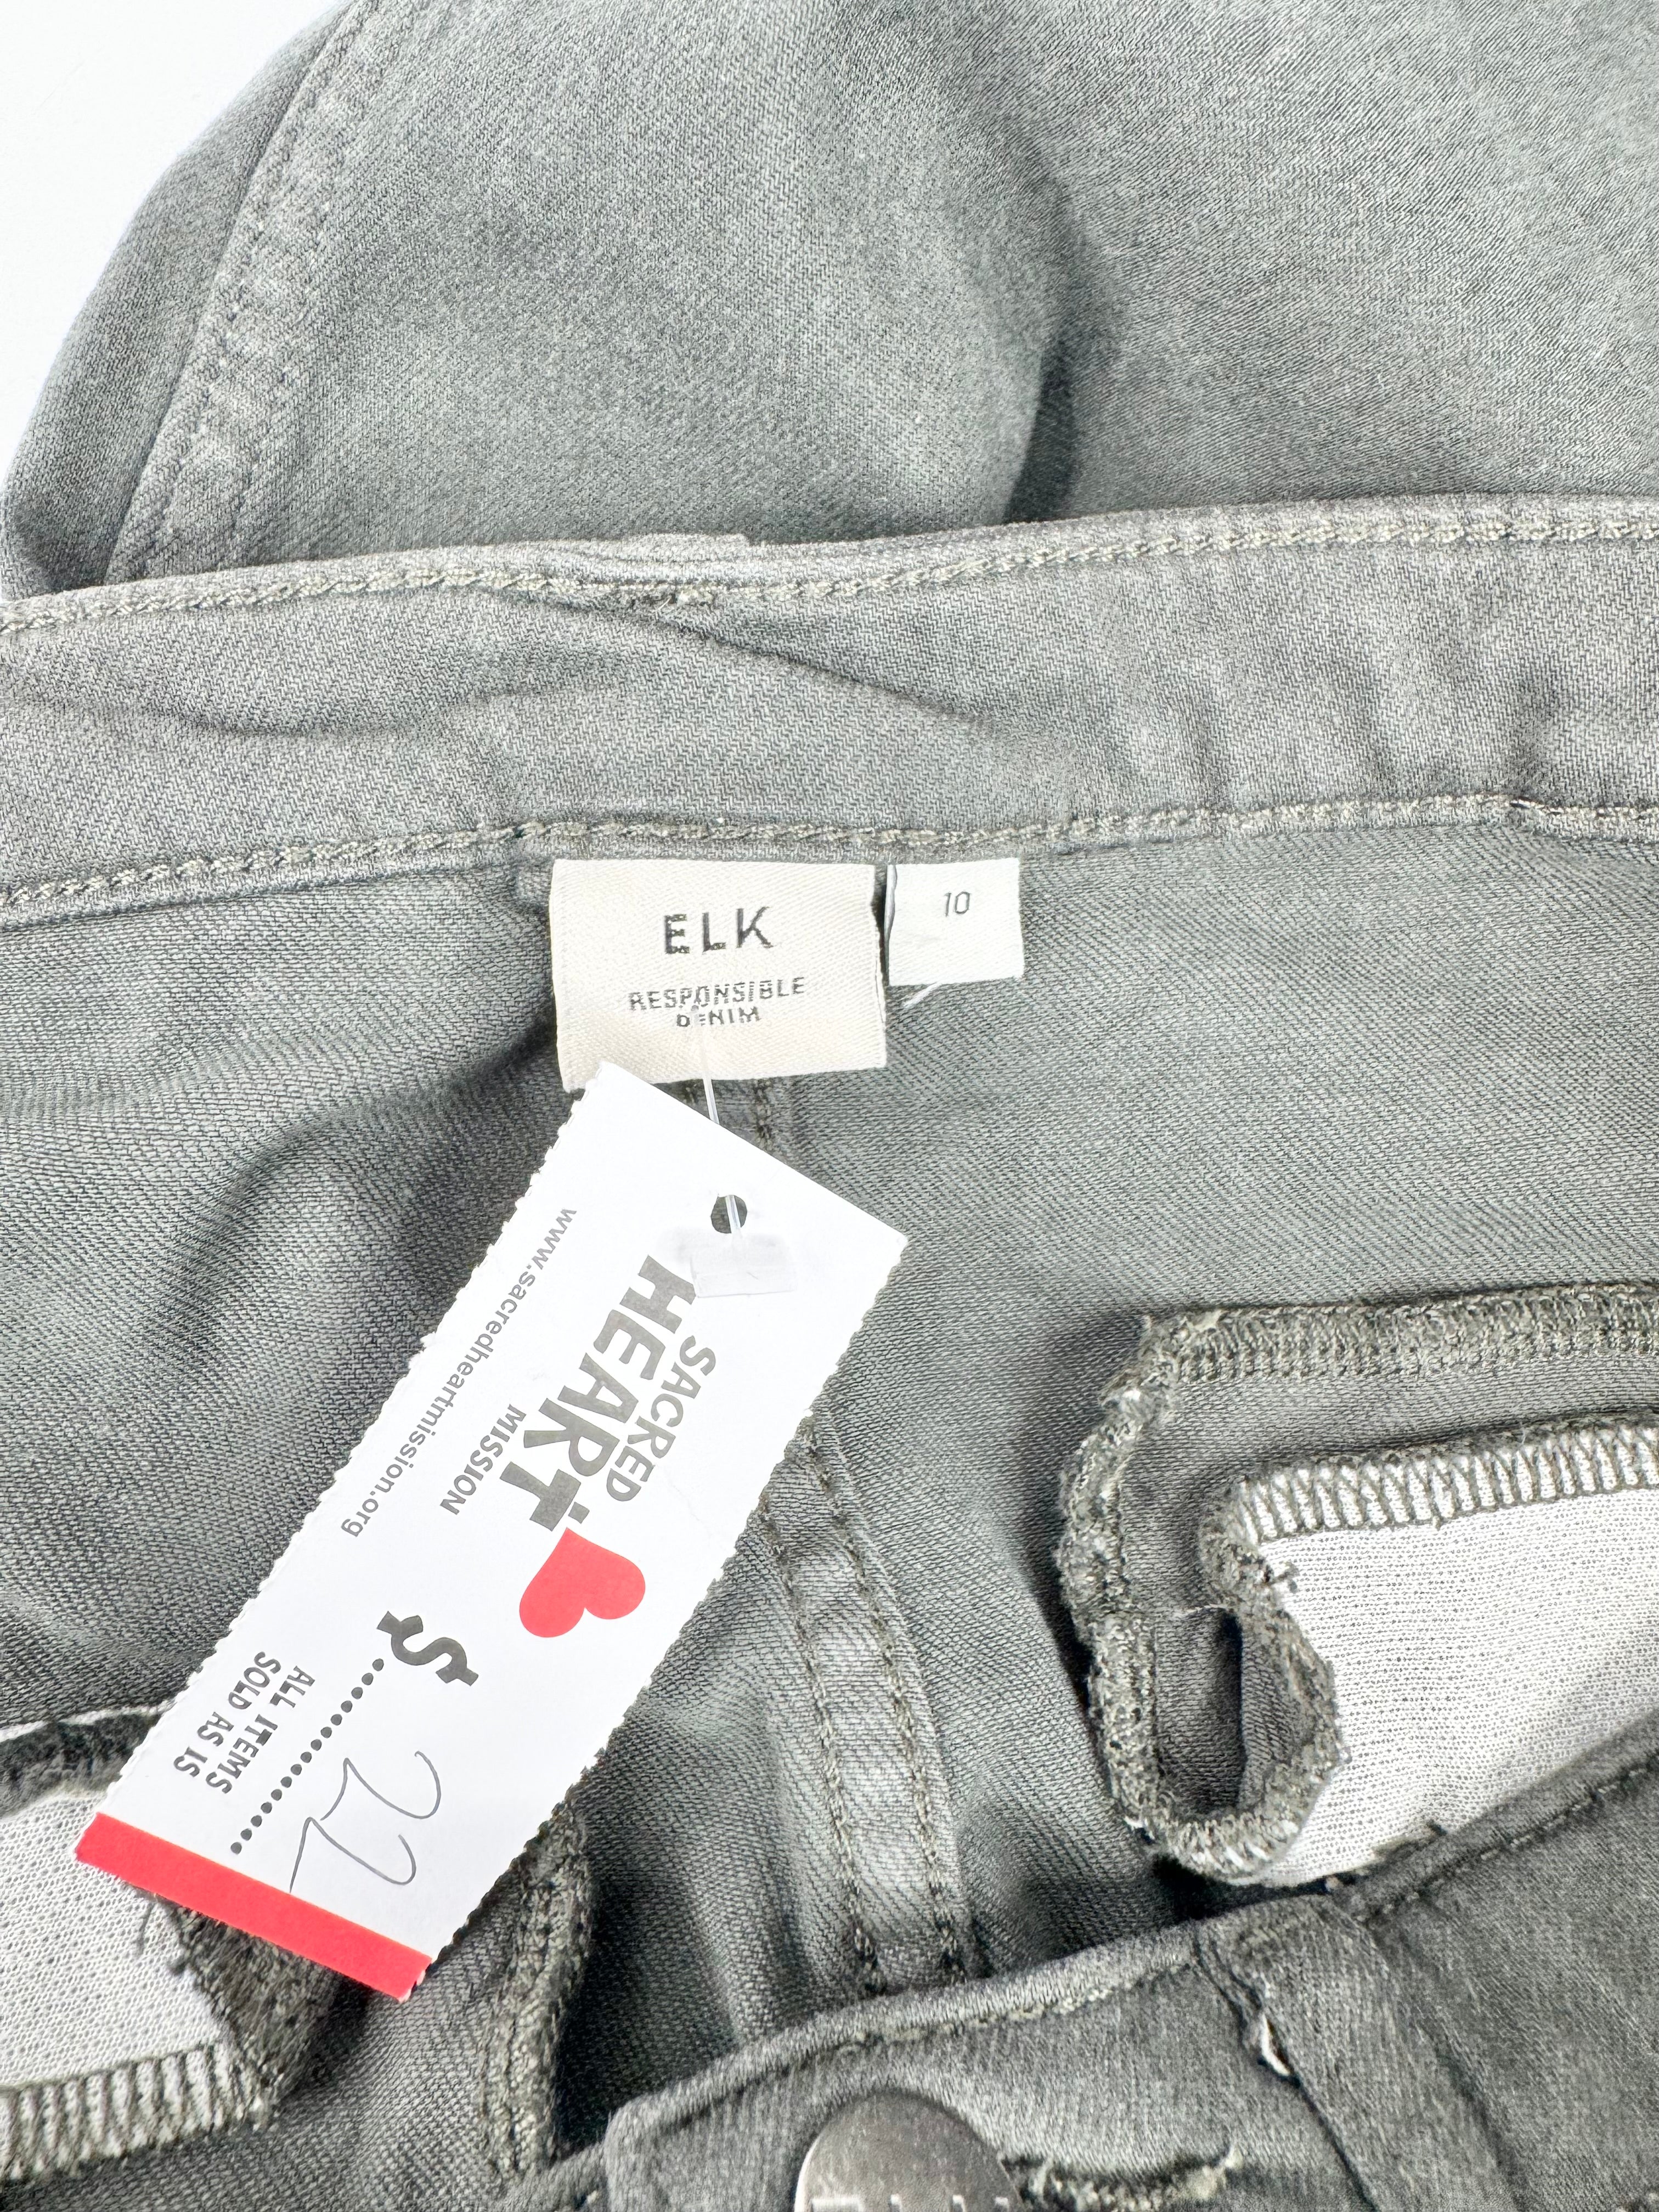 ELK
RESPONSIBLE
DENIM
10
SACRED
HEART
MISSION
www.sacredheartmission.org
$ 22
ALL ITEMS
SOLD AS IS